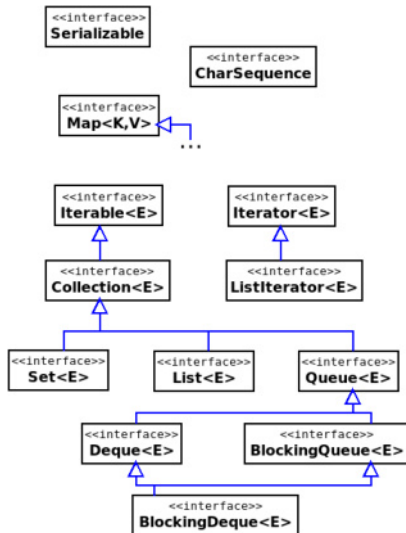 <<interface>>
Serializable
<<interface>>
CharSequence
<<interface>>
Map<K,V>
...
<<interface>>
Iterable<E>
<<interface>>
Iterator<E>
<<interface>>
Collection<E>
<<interface>>
ListIterator<E>
<<interface>>
Set<E>
<<interface>>
List<E>
<<interface>>
Queue<E>
<<interface>>
Deque<E>
<<interface>>
BlockingQueue<E>
<<interface>>
BlockingDeque<E>